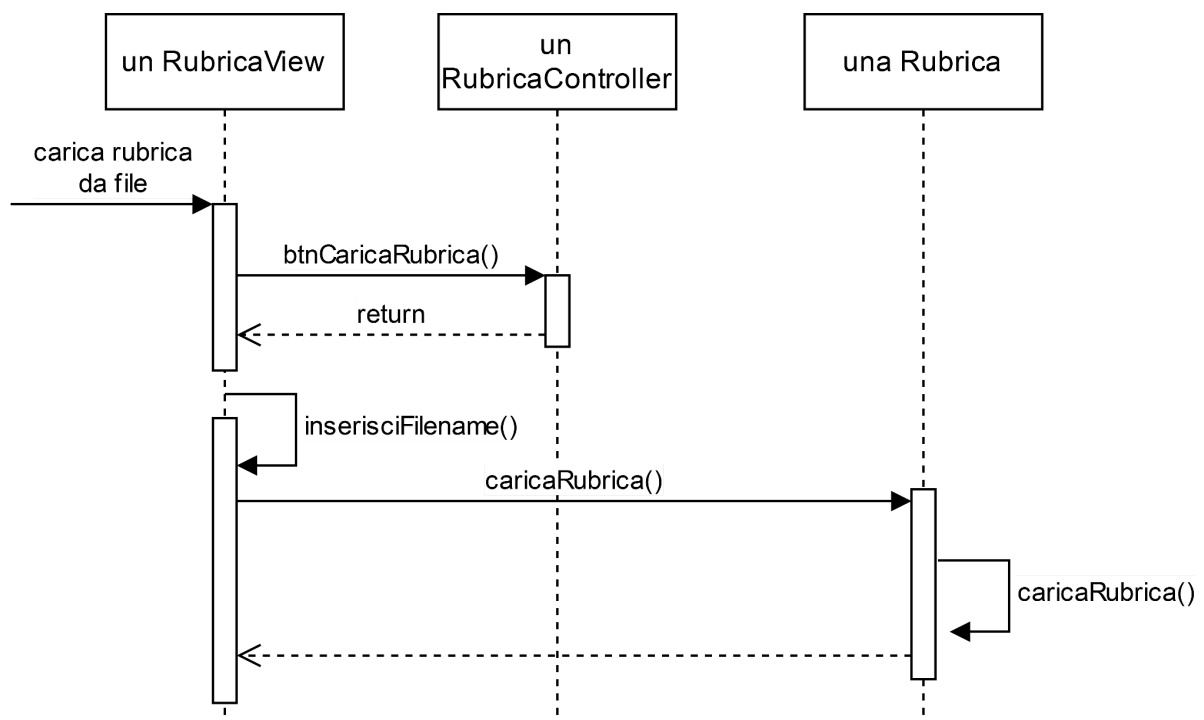 un RubricaView
un
RubricaController
una Rubrica
carica rubrica
da file
btnCaricaRubrica()
return
inserisciFilename()
caricaRubrica()
caricaRubrica()